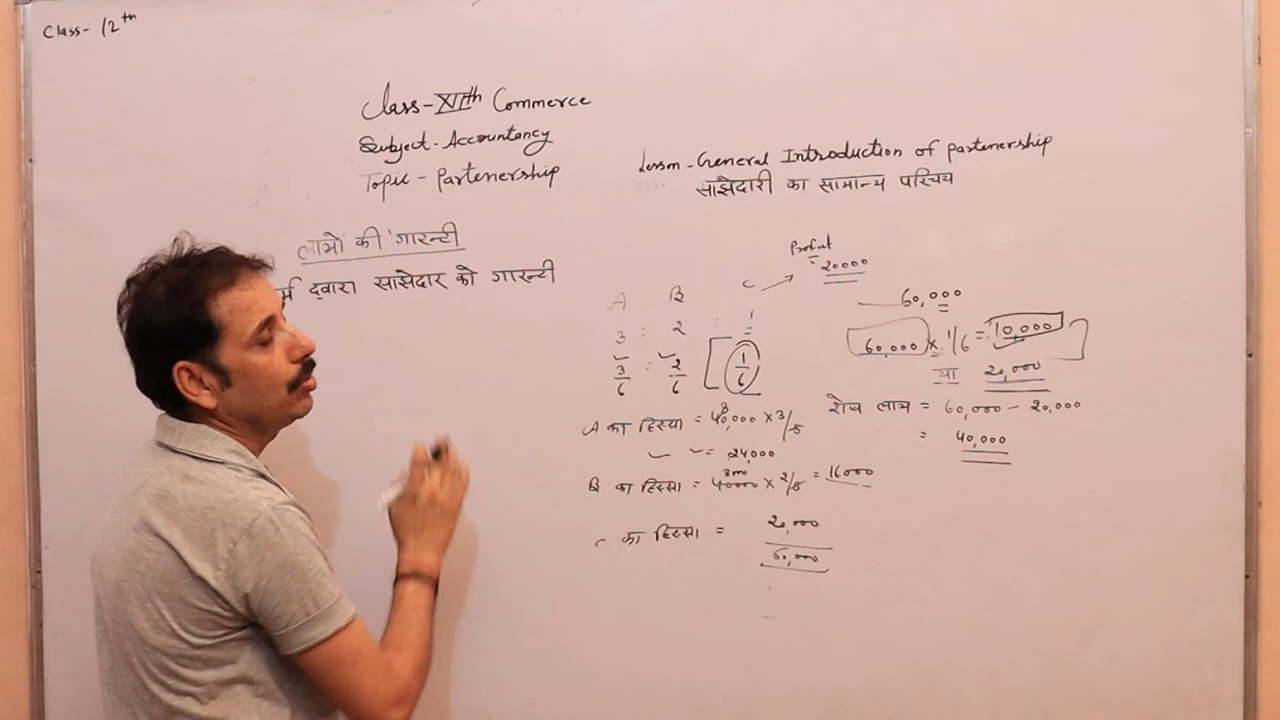 Class- 12th
Class-XIIth Commerce
Subject-Accountancy
Topic-Partenership
Lesson-General Introduction of partenership
साझेदारी का सामान्य परिचय
लाभों की गारन्टी
द्वारा साझेदार को गारन्टी
Profit
20000
A B C
3 : 2 : 1
3/6 : 2/6 1/6
60,000
60,000 × 1/6 = 10,000
या 20,000
शेष लाभ = 60,000 - 20,000
= 40,000
A का हिस्सा = 40,000 × 3/5
= 24,000
B का हिस्सा = 40000 × 2/5 = 16000
C का हिस्सा = 20,000
60,000